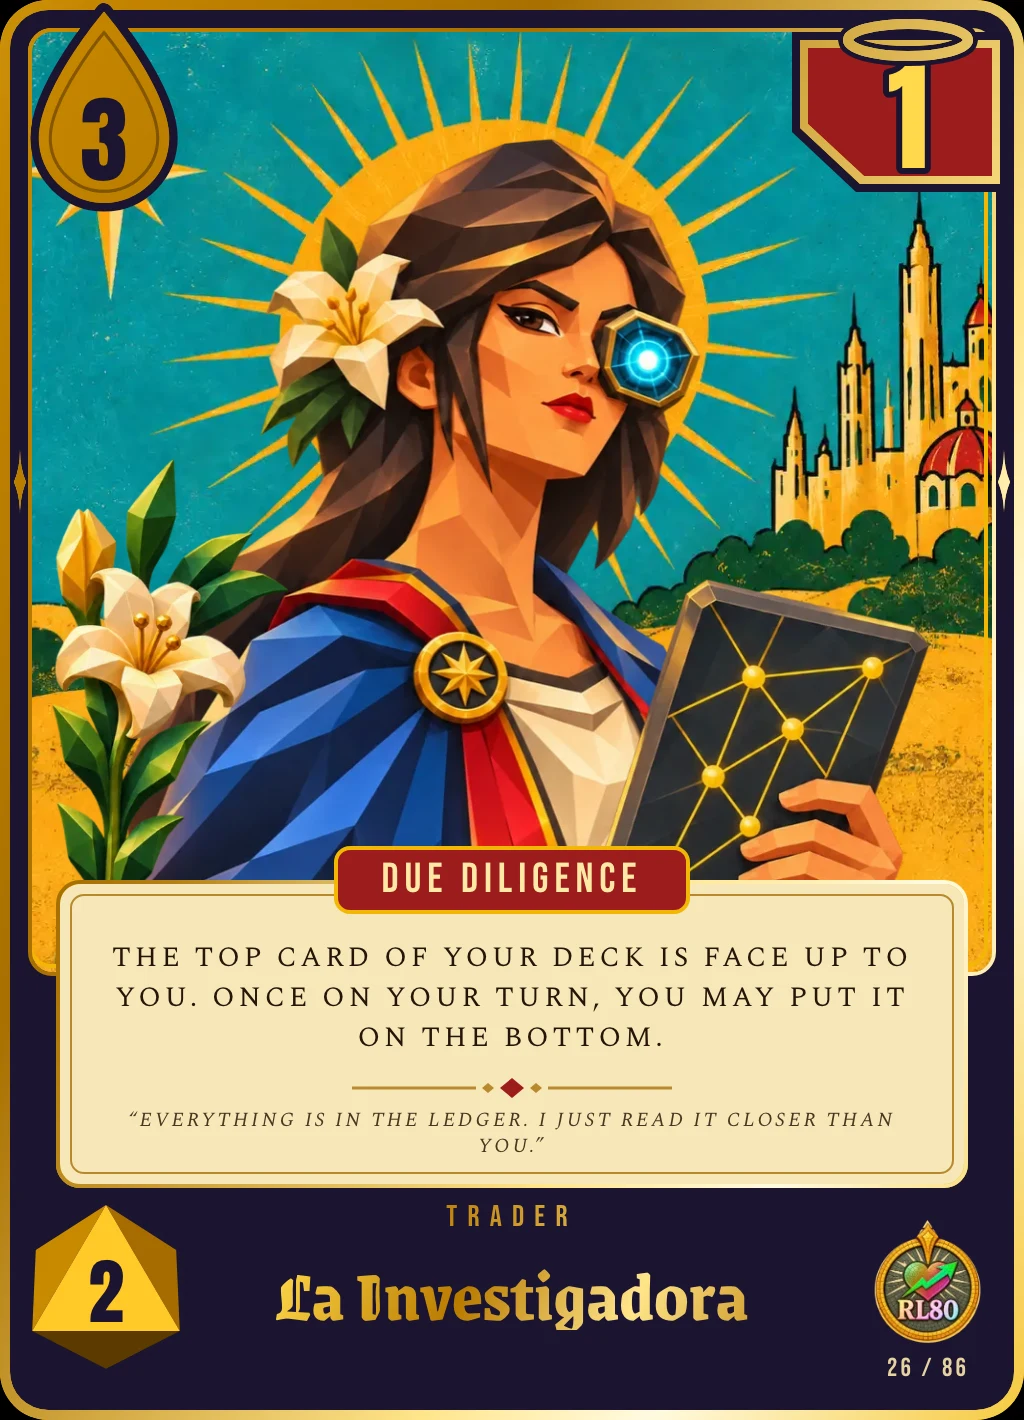 3
1
DUE DILIGENCE
THE TOP CARD OF YOUR DECK IS FACE UP TO
YOU. ONCE ON YOUR TURN, YOU MAY PUT IT
ON THE BOTTOM.
“EVERYTHING IS IN THE LEDGER. I JUST READ IT CLOSER THAN
YOU.”
TRADER
2
La Investigadora
RL80
26 / 86